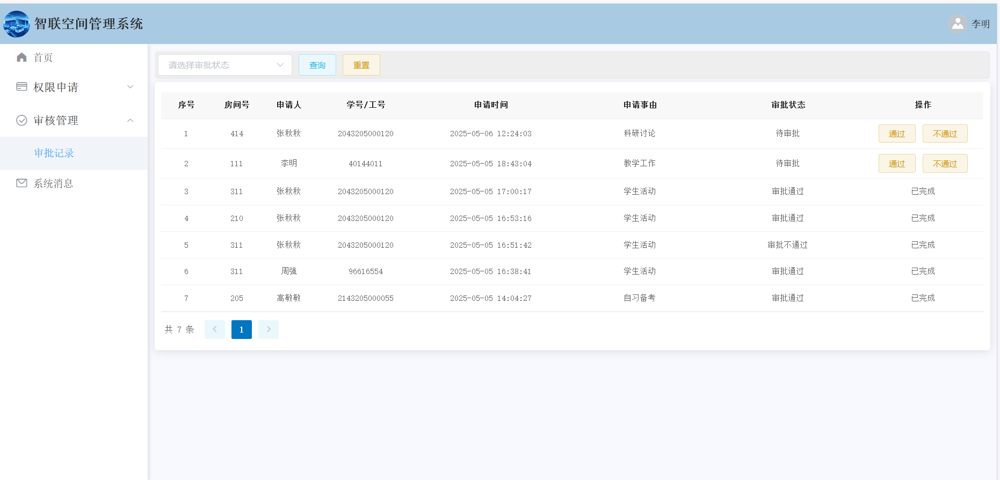 智联空间管理系统
李明
首页
权限申请
审核管理
审批记录
系统消息
请选择审批状态 查询 重置
序号 房间号 申请人 学号/工号 申请时间 申请事由 审批状态 操作
1 414 张秋秋 2043205000120 2025-05-06 12:24:03 科研讨论 待审批 通过 不通过
2 111 李明 40144011 2025-05-05 18:43:04 教学工作 待审批 通过 不通过
3 311 张秋秋 2043205000120 2025-05-05 17:00:17 学生活动 审批通过 已完成
4 210 张秋秋 2043205000120 2025-05-05 16:53:16 学生活动 审批通过 已完成
5 311 张秋秋 2043205000120 2025-05-05 16:51:42 学生活动 审批不通过 已完成
6 311 周强 96616554 2025-05-05 16:38:41 学生活动 审批通过 已完成
7 205 高敏敏 2143205000055 2025-05-05 14:04:27 自习备考 审批通过 已完成
共 7 条 1